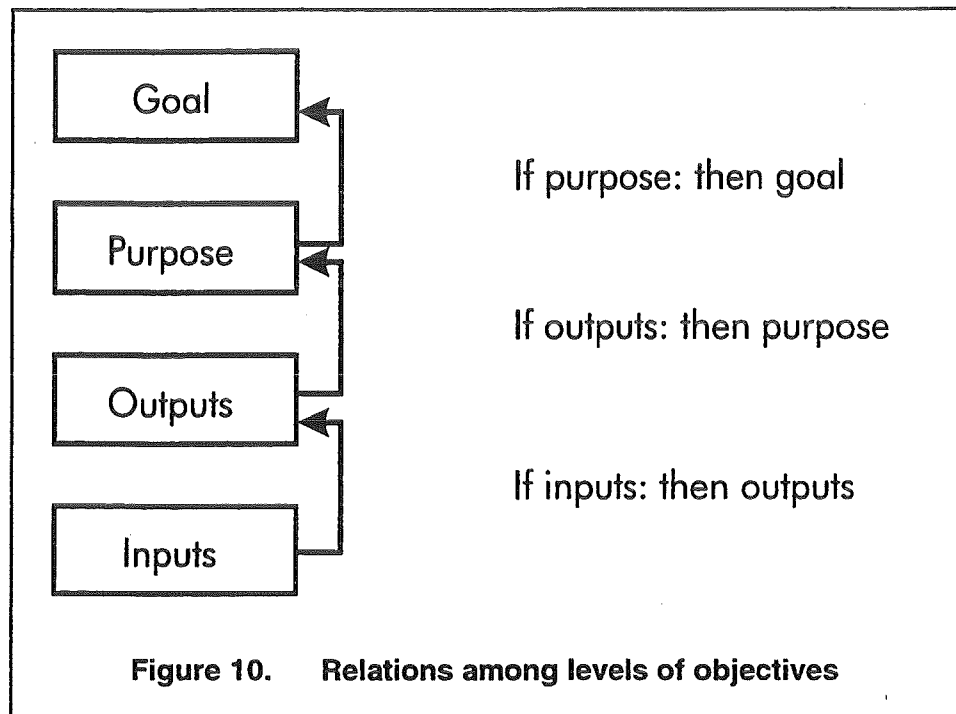 Goal
If purpose: then goal
Purpose
If outputs: then purpose
Outputs
If inputs: then outputs
Inputs
Figure 10. Relations among levels of objectives